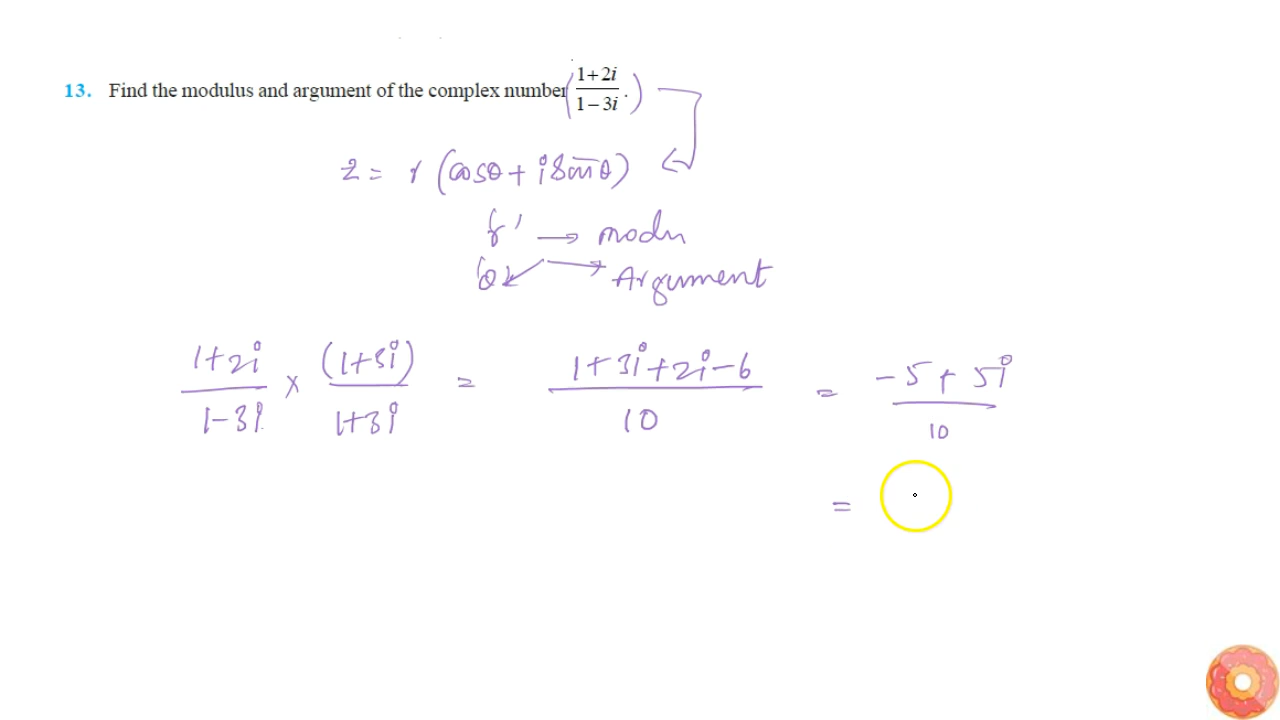 13. Find the modulus and argument of the complex number (1+2i/1−3i.)
z = r (cosθ + i sinθ)
r' → modu
θ → Argument
1+2i/1−3i × (1+3i)/1+3i = 1+3i+2i−6/10 = −5+5i/10
=